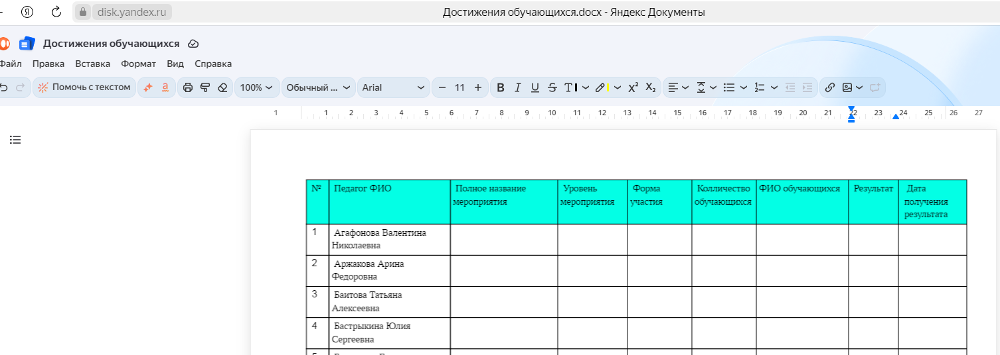 Я disk.yandex.ru Достижения обучающихся.docx - Яндекс Документы
Достижения обучающихся
Файл Правка Вставка Формат Вид Справка
Помочь с текстом a 100% Обычный ... Arial — 11 + B I U S T X² X₂
1 1 2 3 4 5 6 7 8 9 10 11 12 13 14 15 16 17 18 19 20 21 22 23 24 25 26 27
№ Педагог ФИО Полное название мероприятия Уровень мероприятия Форма участия Колличество обучающихся ФИО обучающихся Результат Дата получения результата
1 Агафонова Валентина
Николаевна
2 Аржакова Арина
Федоровна
3 Баитова Татьяна
Алексеевна
4 Бастрыкина Юлия
Сергеевна